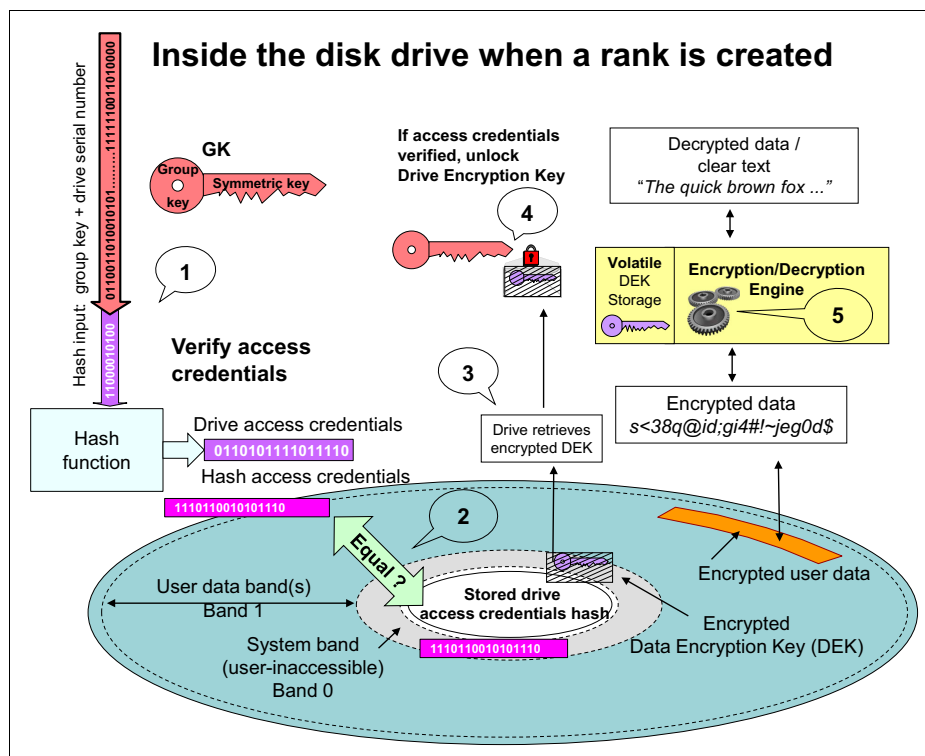 Inside the disk drive when a rank is created
Hash input:  group key + drive serial number
0110011010010101.........1111110011010000
11000010100
GK
Group
key
Symmetric key
1
Verify access
credentials
Hash
function
Drive access credentials
0110101111011110
Hash access credentials
1110110010101110
2
Equal ?
If access credentials
verified, unlock
Drive Encryption Key
4
3
Drive retrieves
encrypted DEK
Decrypted data /
clear text
“The quick brown fox ...”
Volatile
DEK
Storage
Encryption/Decryption
Engine
5
Encrypted data
s<38q@id;gi4#!~jeg0d$
Encrypted user data
User data band(s)
Band 1
System band
(user-inaccessible)
Band 0
Stored drive
access credentials hash
1110110010101110
Encrypted
Data Encryption Key (DEK)